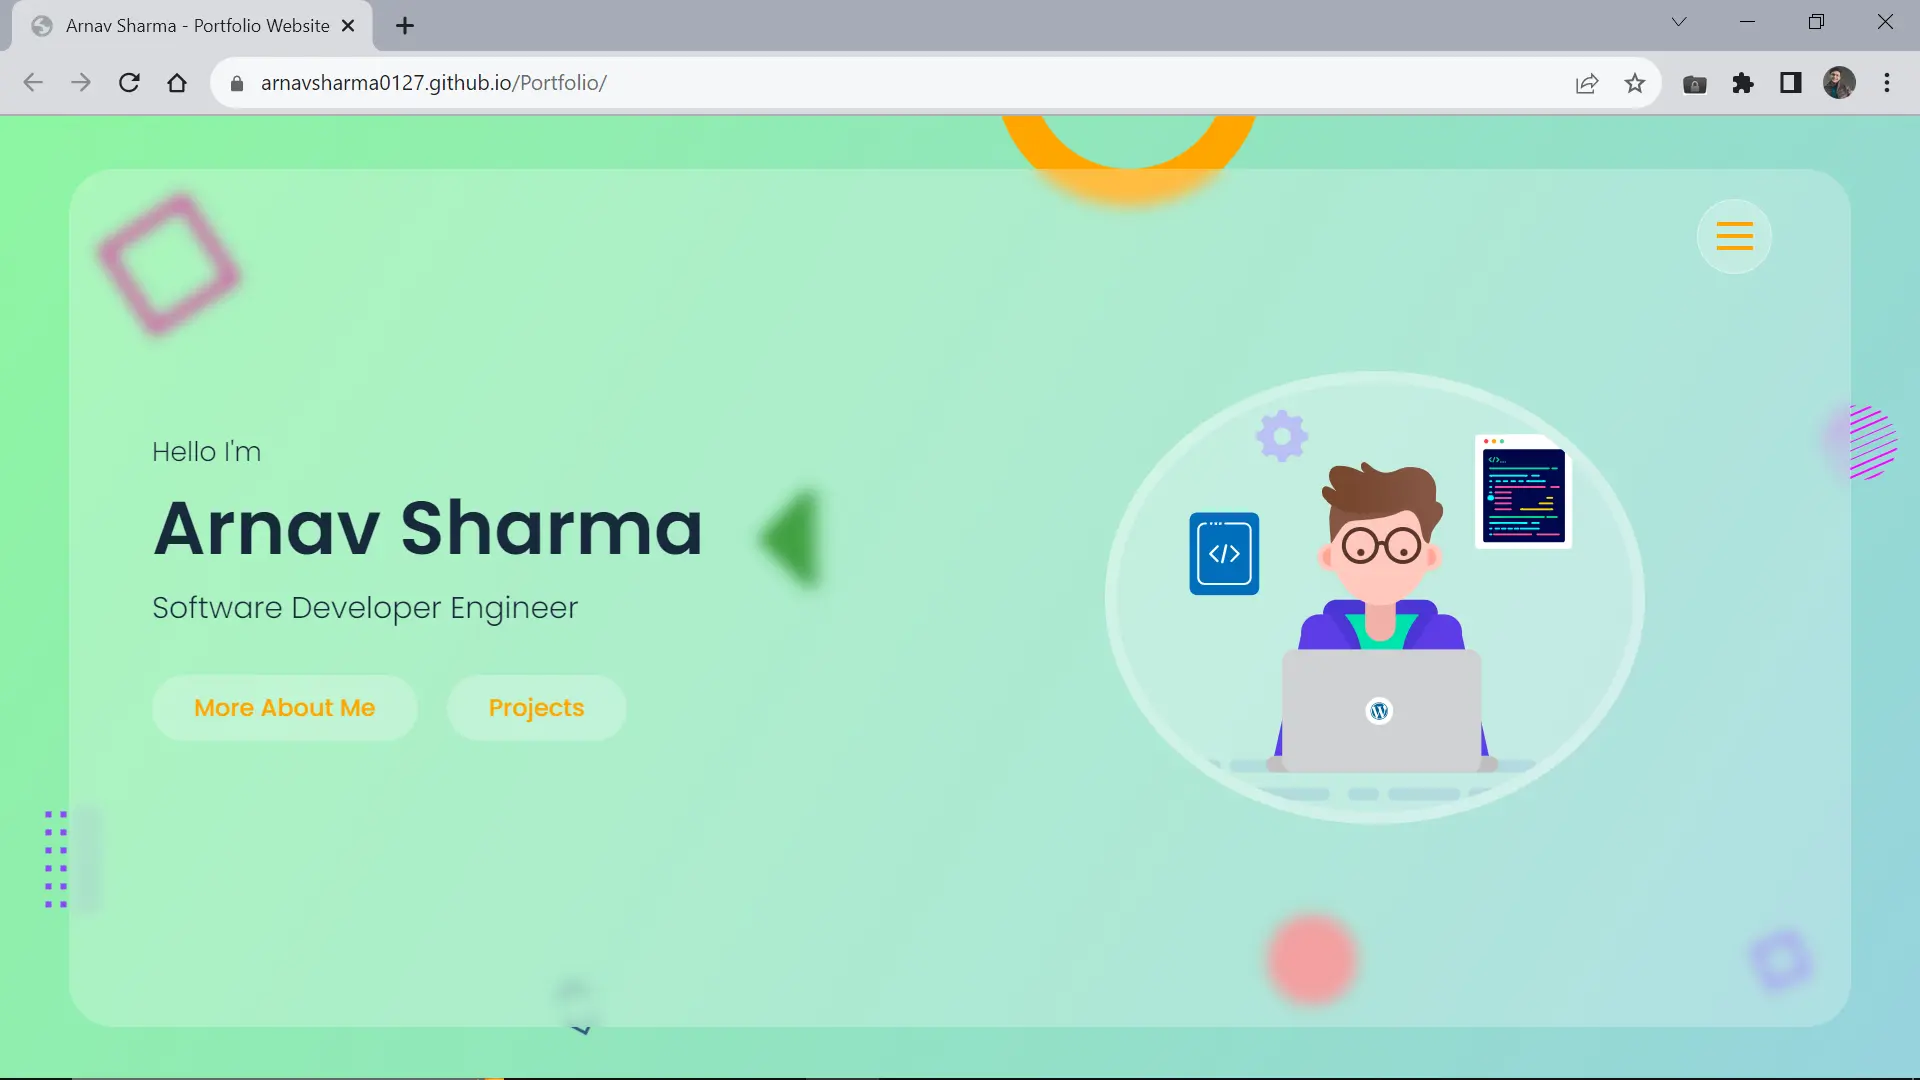 Arnav Sharma - Portfolio Website
arnavsharma0127.github.io/Portfolio/
Hello I'm
Arnav Sharma
Software Developer Engineer
More About Me
Projects
</>
</>...